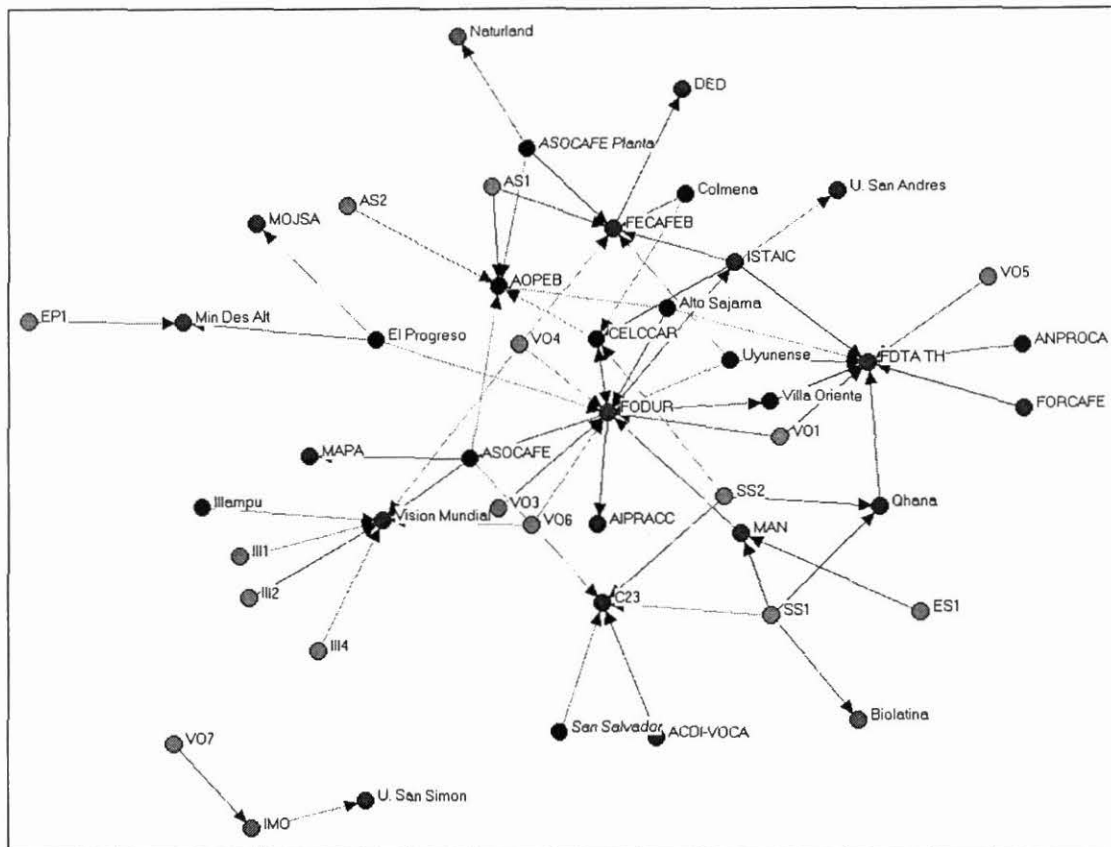 Naturland
DED
ASOCAFE Planta
AS1
Colmena
U. San Andres
AS2
MOJSA
FECAFEB
ISTAIC
VO5
AOPEB
Alto Sajama
EP1
Min Des Alt
El Progreso
VO4
CELCCAR
ANPROCA
Uyunense
FDTA TH
Villa Oriente
FORCAFE
FODUR
VO1
MAPA
ASOCAFE
SS2
Illampu
VO3
Qhana
Vision Mundial
VO6
AIPRACC
MAN
Ill1
Ill2
C23
SS1
ES1
Ill4
Biolatina
San Salvador
ACDI-VOCA
VO7
U. San Simon
IMO